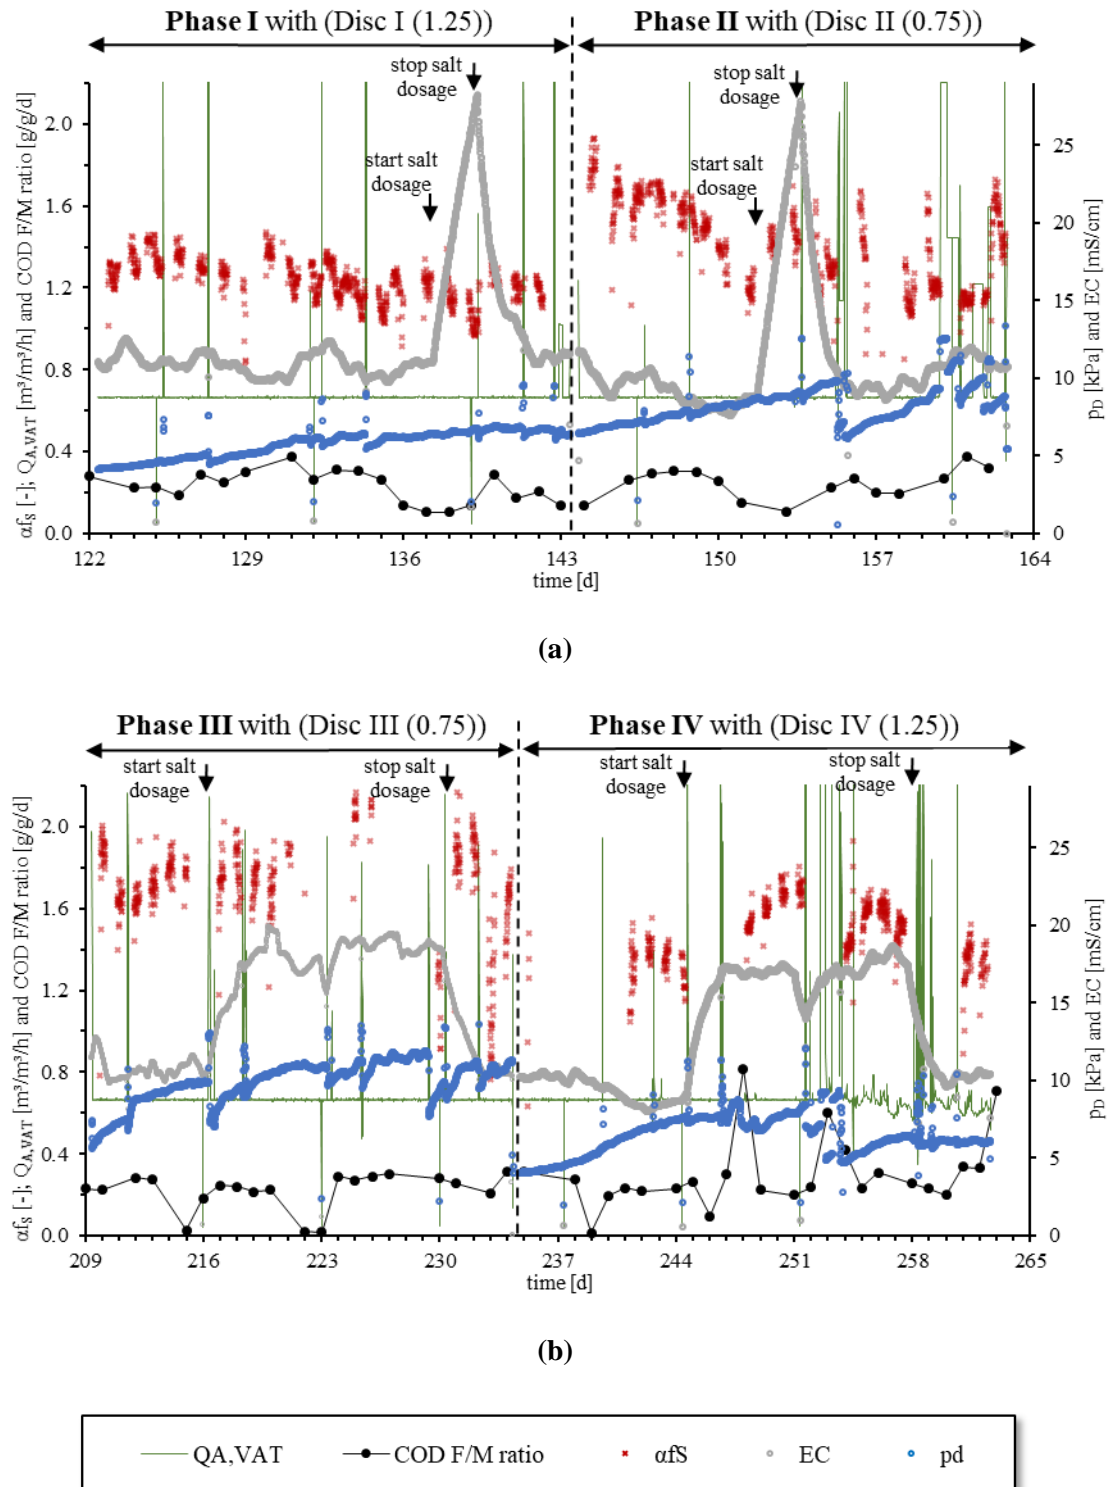 Phase I with (Disc I (1.25))
Phase II with (Disc II (0.75))
stop salt
dosage
start salt
dosage
stop salt
dosage
start salt
dosage
αfS [-]; QA,VAT [m³/m³/h] and COD F/M ratio [g/g/d]
2.0
1.6
1.2
0.8
0.4
0.0
25
20
15
10
5
0
pD [kPa] and EC [mS/cm]
122
129
136
143
150
157
164
time [d]
(a)
Phase III with (Disc III (0.75))
Phase IV with (Disc IV (1.25))
start salt
dosage
stop salt
dosage
start salt
dosage
stop salt
dosage
αfS [-]; QA,VAT [m³/m³/h] and COD F/M ratio [g/g/d]
2.0
1.6
1.2
0.8
0.4
0.0
25
20
15
10
5
0
pD [kPa] and EC [mS/cm]
209
216
223
230
237
244
251
258
265
time [d]
(b)
QA,VAT
COD F/M ratio
αfS
EC
pd